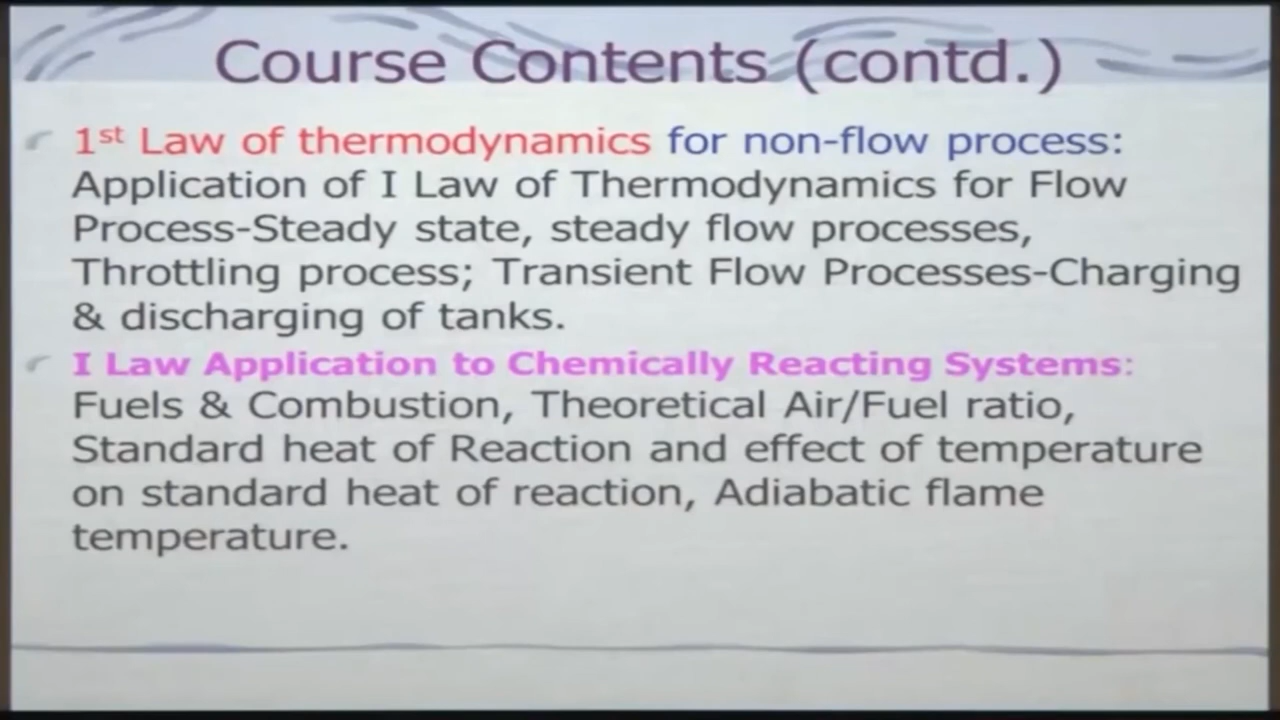 Course Contents (contd.)
1st Law of thermodynamics for non-flow process:
Application of I Law of Thermodynamics for Flow
Process-Steady state, steady flow processes,
Throttling process; Transient Flow Processes-Charging
& discharging of tanks.
I Law Application to Chemically Reacting Systems:
Fuels & Combustion, Theoretical Air/Fuel ratio,
Standard heat of Reaction and effect of temperature
on standard heat of reaction, Adiabatic flame
temperature.